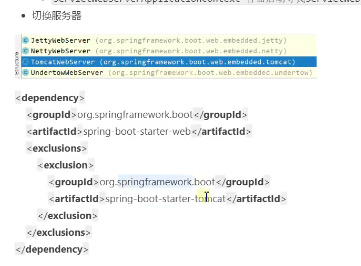 切换服务器
JettyWebServer (org.springframework.boot.web.embedded.jetty)
NettyWebServer (org.springframework.boot.web.embedded.netty)
TomcatWebServer (org.springframework.boot.web.embedded.tomcat)
UndertowWebServer (org.springframework.boot.web.embedded.undertow)
<dependency>
<groupId>org.springframework.boot</groupId>
<artifactId>spring-boot-starter-web</artifactId>
<exclusions>
<exclusion>
<groupId>org.springframework.boot</groupId>
<artifactId>spring-boot-starter-tomcat</artifactId>
</exclusion>
</exclusions>
</dependency>